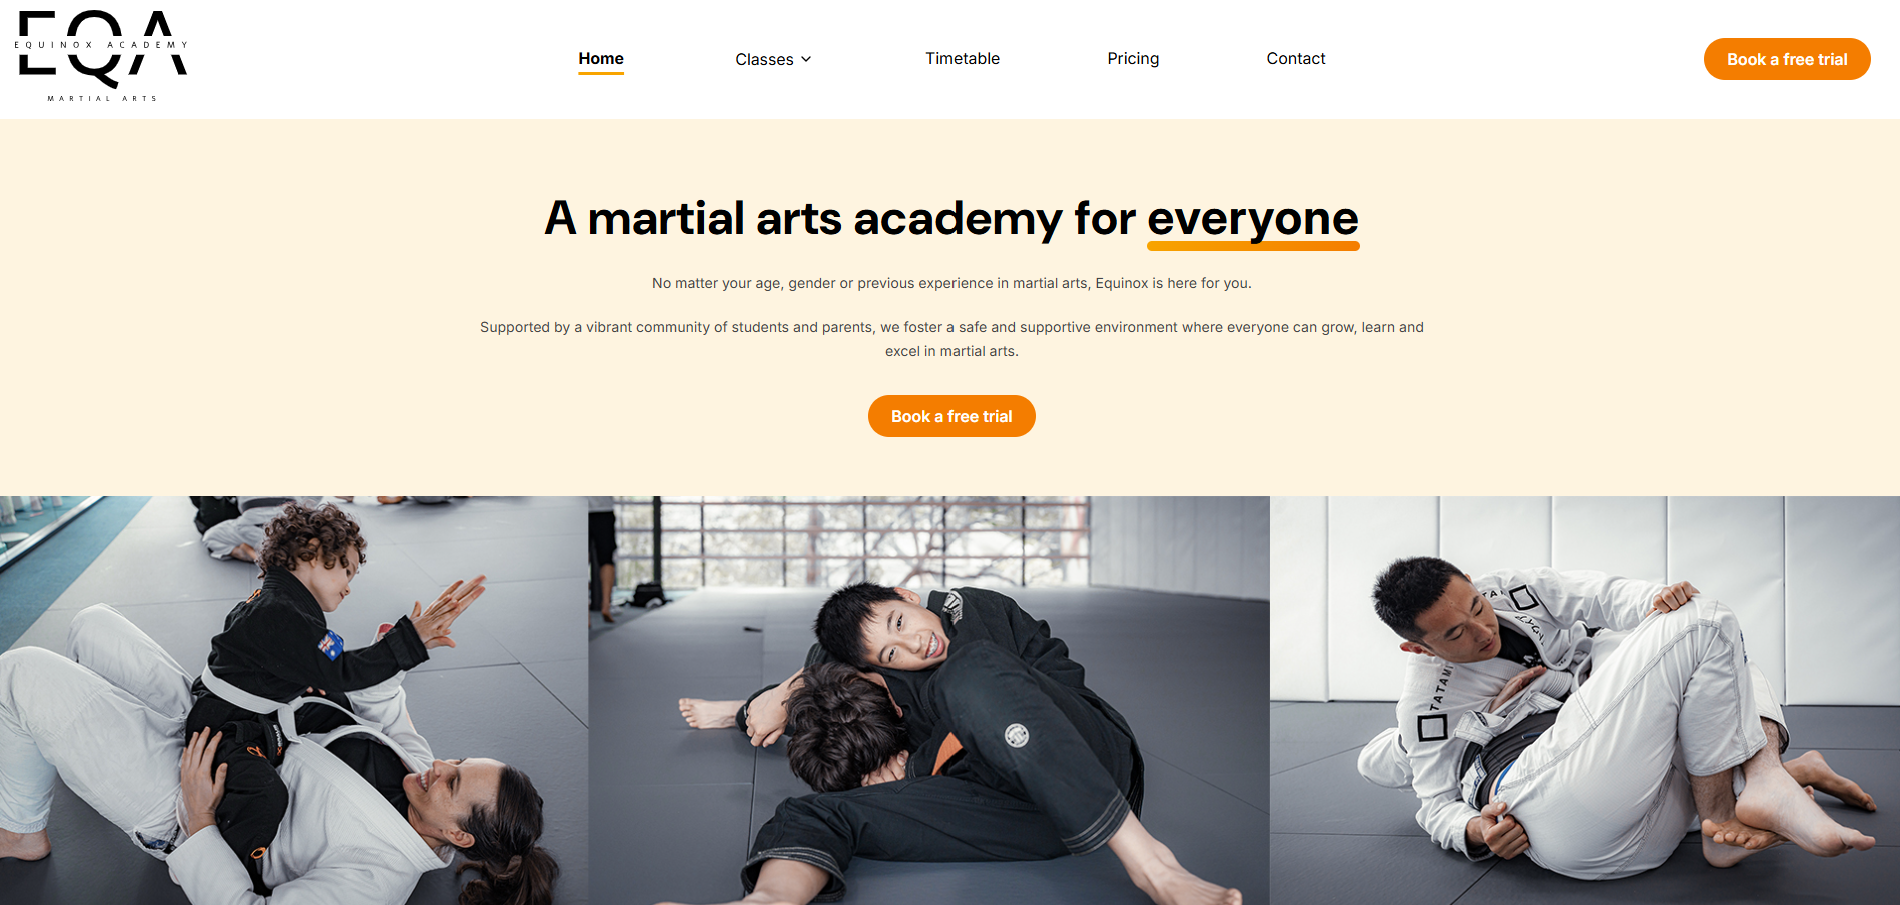 EQA
EQUINOX ACADEMY
MARTIAL ARTS
Home
Classes
Timetable
Pricing
Contact
Book a free trial
A martial arts academy for everyone
No matter your age, gender or previous experience in martial arts, Equinox is here for you.
Supported by a vibrant community of students and parents, we foster a safe and supportive environment where everyone can grow, learn and
excel in martial arts.
Book a free trial
TATAMI